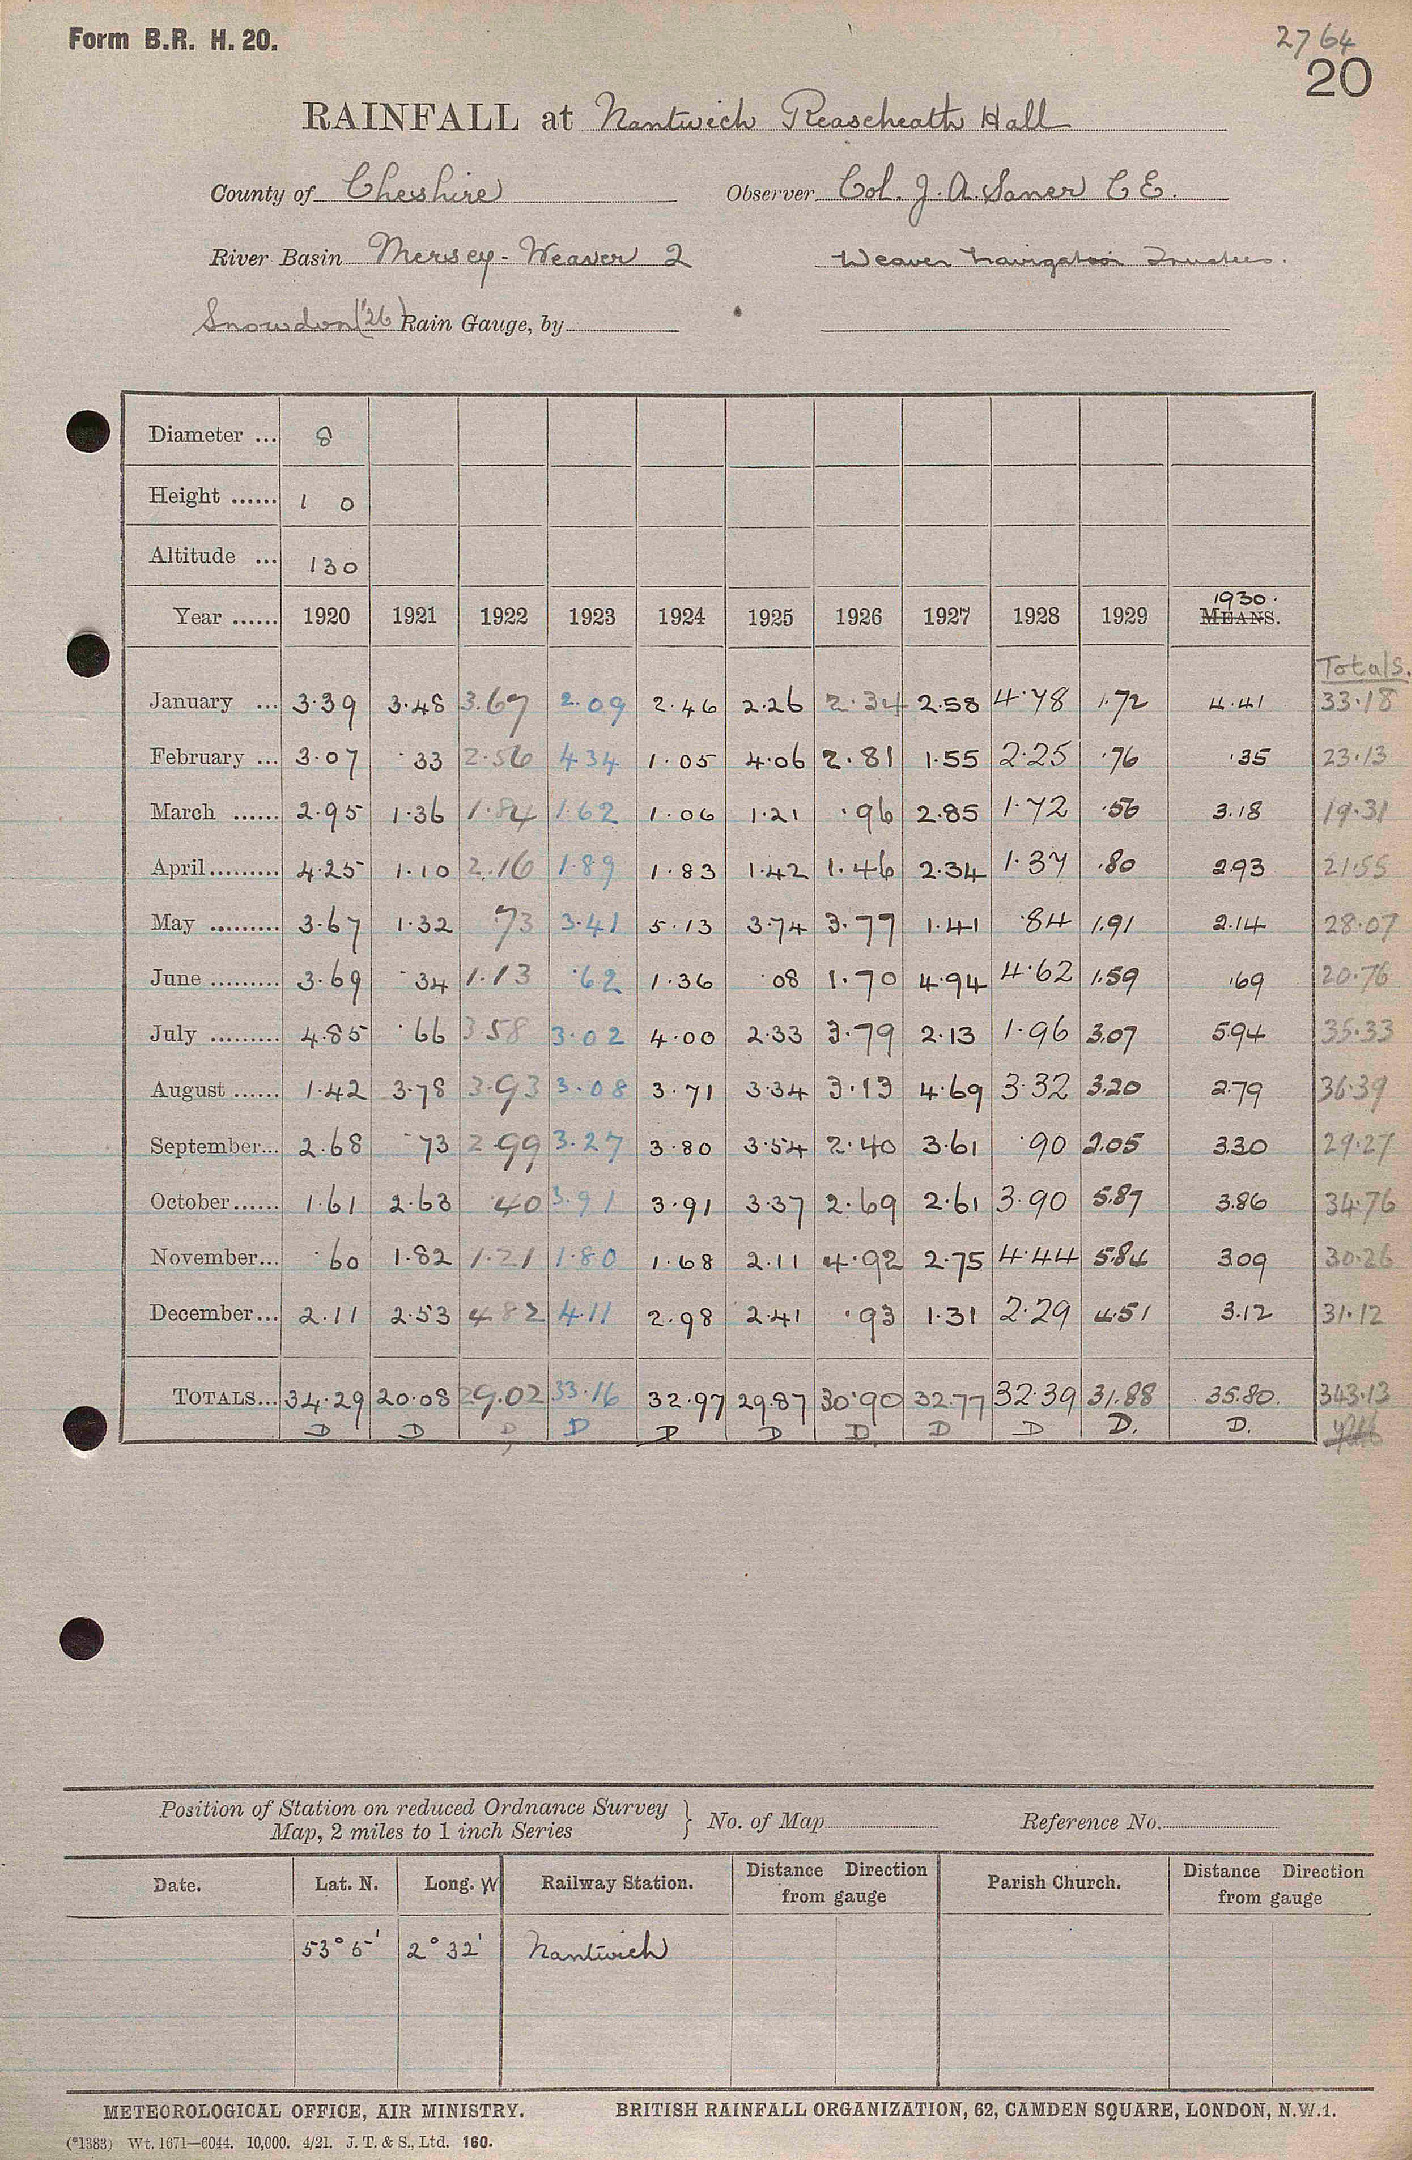 Form B.R. H. 20.
2764
20
RAINFALL at Nantwich Reaseheath Hall
County of Cheshire Observer Col. J. A. Saner C E.
River Basin Mersey - Weaver 2 Weaver Navigation Trustees.
Snowdon ('26) Rain Gauge, by
Diameter ... 8
Height ...... 1 0
Altitude ... 130
1930.
Year ...... 1920 1921 1922 1923 1924 1925 1926 1927 1928 1929 MEANS.
Totals.
January ... 3.39 3.48 3.67 2.09 2.46 2.26 2.34 2.58 4.78 1.72 4.41 33.18
February ... 3.07 .33 2.56 4.34 1.05 4.06 2.81 1.55 2.25 .76 .35 23.13
March ...... 2.95 1.36 1.84 1.62 1.06 1.21 .96 2.85 1.72 .56 3.18 19.31
April ......... 4.25 1.10 2.16 1.89 1.83 1.42 1.46 2.34 1.37 .80 2.93 21.55
May ......... 3.67 1.32 .73 3.41 5.13 3.74 3.77 1.41 .84 1.91 2.14 28.07
June ......... 3.69 .34 1.13 .62 1.36 .08 1.70 4.94 4.62 1.59 .69 20.76
July ......... 4.85 .66 3.58 3.02 4.00 2.33 3.79 2.13 1.96 3.07 5.94 35.33
August ...... 1.42 3.78 3.93 3.08 3.71 3.34 3.13 4.69 3.32 3.20 2.79 36.39
September... 2.68 .73 2.99 3.27 3.80 3.54 2.40 3.61 .90 2.05 3.30 29.27
October ...... 1.61 2.63 .40 3.91 3.91 3.37 2.69 2.61 3.90 5.87 3.86 34.76
November... .60 1.82 1.21 1.80 1.68 2.11 4.92 2.75 4.44 5.84 3.09 30.26
December... 2.11 2.53 4.82 4.11 2.98 2.41 .93 1.31 2.29 4.51 3.12 31.12
TOTALS... 34.29 20.08 29.02 33.16 32.97 29.87 30.90 32.77 32.39 31.88 35.80. 343.13
D D D D D D D D D D. D.
Position of Station on reduced Ordnance Survey } No. of Map Reference No.
Map, 2 miles to 1 inch Series
Date. Lat. N. Long. W Railway Station. Distance Direction from gauge Parish Church. Distance Direction from gauge
53° 5' 2° 32' Nantwich
METEOROLOGICAL OFFICE, AIR MINISTRY. BRITISH RAINFALL ORGANIZATION, 62, CAMDEN SQUARE, LONDON, N.W.1.
(*1383) Wt. 1671—6044. 10,000. 4/21. J. T. & S., Ltd. 160.